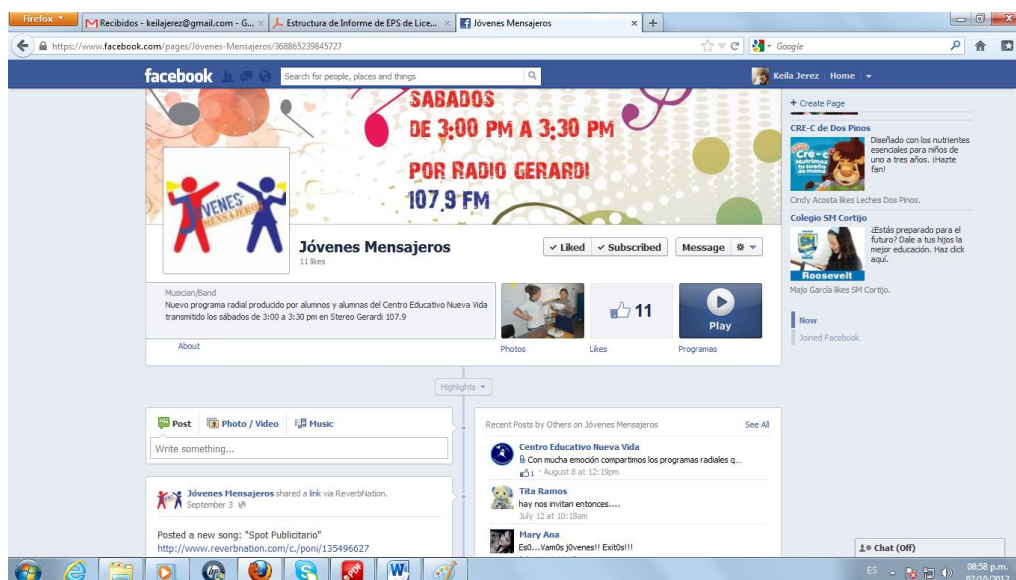 Firefox
Recibidos - keilajerez@gmail.com - G...
Estructura de Informe de EPS de Lice...
Jóvenes Mensajeros
https://www.facebook.com/pages/Jóvenes-Mensajeros/368865239845727
Google
facebook
Search for people, places and things
Keila Jerez
Home
SABADOS
DE 3:00 PM A 3:30 PM
POR RADIO GERARDI
107,9 FM
JOVENES
MENSAJEROS
Jóvenes Mensajeros
11 likes
Liked
Subscribed
Message
Musician/Band
Nuevo programa radial producido por alumnos y alumnas del Centro Educativo Nueva Vida
transmitido los sábados de 3:00 a 3:30 pm en Stereo Gerardi 107.9
About
Photos
11
Likes
Play
Programas
Highlights
Post
Photo / Video
Music
Write something...
Jóvenes Mensajeros shared a link via ReverbNation.
September 3
Posted a new song: "Spot Publicitario"
http://www.reverbnation.com/c./poni/135496627
Recent Posts by Others on Jóvenes Mensajeros
See All
Centro Educativo Nueva Vida
Con mucha emoción compartimos los programas radiales q...
1 · August 8 at 12:19pm
Tita Ramos
hay nos invitan entonces....
July 12 at 10:18am
Mary Ana
Es0...Vam0s j0venes!! Exit0s!!!
+ Create Page
CRE-C de Dos Pinos
Diseñado con los nutrientes
esenciales para niños de
uno a tres años. ¡Hazte
fan!
Cre-c
Cindy Acosta likes Leches Dos Pinos.
Colegio SM Cortijo
¿Estás preparado para el
futuro? Dale a tus hijos la
mejor educación. Haz click
aquí.
SM
Roosevelt
Majo García likes SM Cortijo.
Now
Joined Facebook
Chat (Off)
ES
08:58 p.m.
02/10/2012